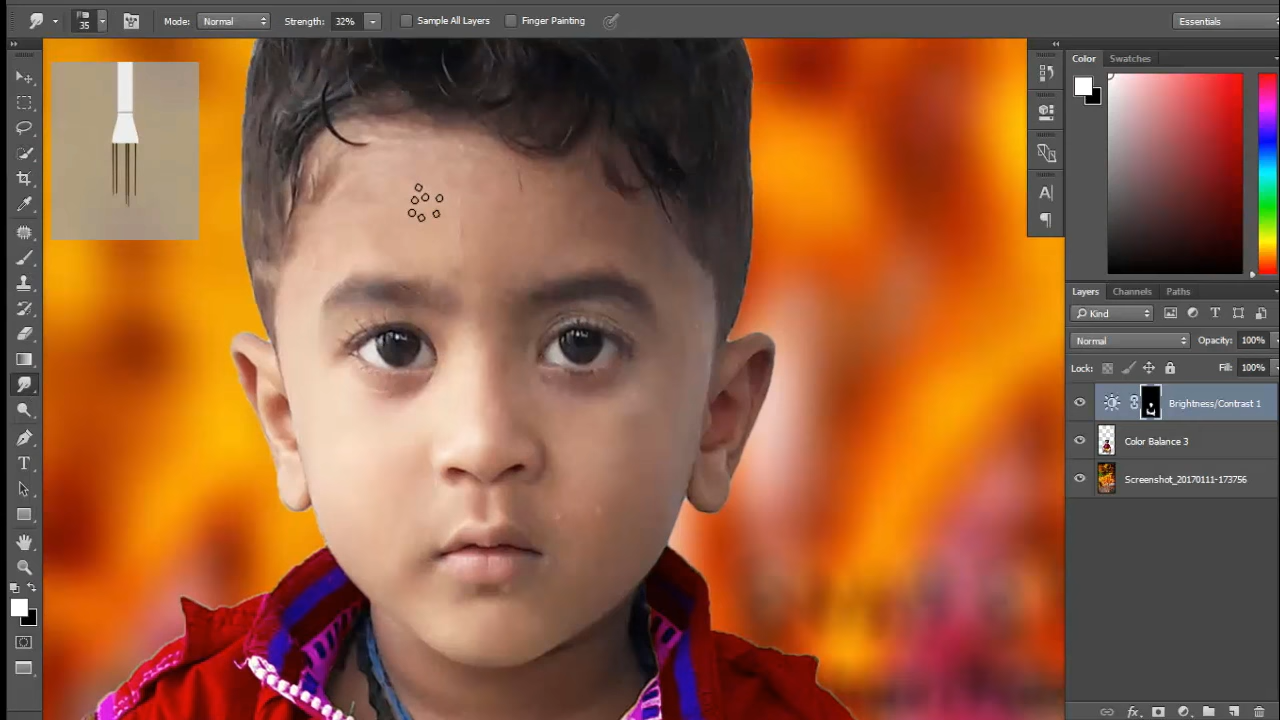 35
Mode: Normal
Strength: 32%
Sample All Layers
Finger Painting
Essentials
Color
Swatches
Layers
Channels
Paths
Kind
Normal
Opacity: 100%
Lock:
Fill: 100%
Brightness/Contrast 1
Color Balance 3
Screenshot_20170111-173756